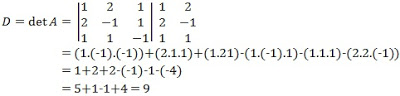 D = det A = | 1 2 1 | 1 2
2 -1 1 | 2 -1
1 1 -1 | 1 1
= (1.(-1).(-1))+(2.1.1)+(1.21)-(1.(-1).1)-(1.1.1)-(2.2.(-1))
= 1+2+2-(-1)-1-(-4)
= 5+1-1+4 = 9